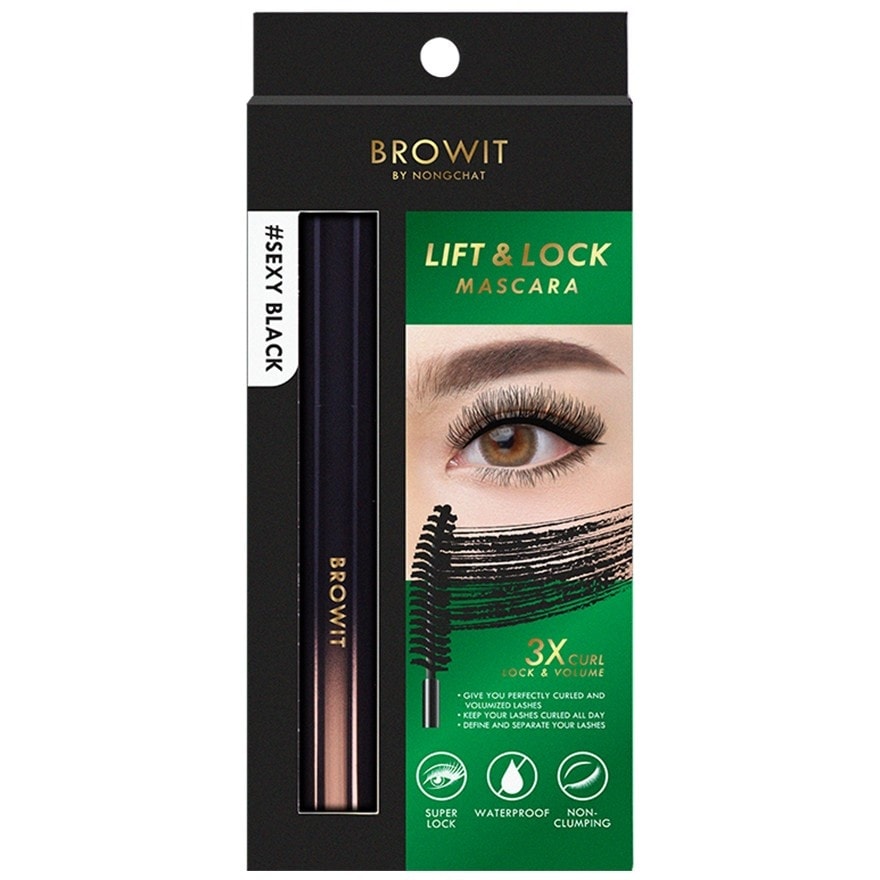 BROWIT
BY NONGCHAT
#SEXY BLACK
LIFT & LOCK
MASCARA
BROWIT
3X CURL
LOCK & VOLUME
• GIVE YOU PERFECTLY CURLED AND
VOLUMIZED LASHES
• KEEP YOUR LASHES CURLED ALL DAY
• DEFINE AND SEPARATE YOUR LASHES
SUPER
LOCK
WATERPROOF
NON-
CLUMPING